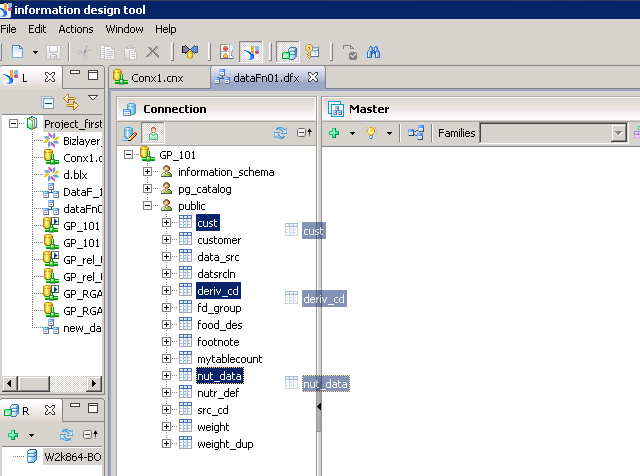 information design tool
File Edit Actions Window Help
L
Conx1.cnx
dataFn01.dfx
Project_first
Bizlayer_
Conx1.c
d.blx
DataF_1
dataFn0
GP_101
GP_101
GP_rel_
GP_rel_
GP_RGA
GP_RGA
new_da
R
W2k864-BO
Connection
GP_101
information_schema
pg_catalog
public
cust
customer
data_src
datsrcln
deriv_cd
fd_group
food_des
footnote
mytablecount
nut_data
nutr_def
src_cd
weight
weight_dup
Master
Families
cust
deriv_cd
nut_data